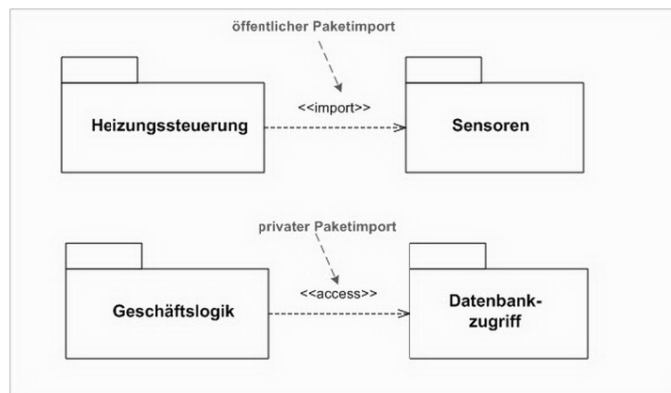 öffentlicher Paketimport
<<import>>
Heizungssteuerung
Sensoren
privater Paketimport
<<access>>
Geschäftslogik
Datenbank-
zugriff